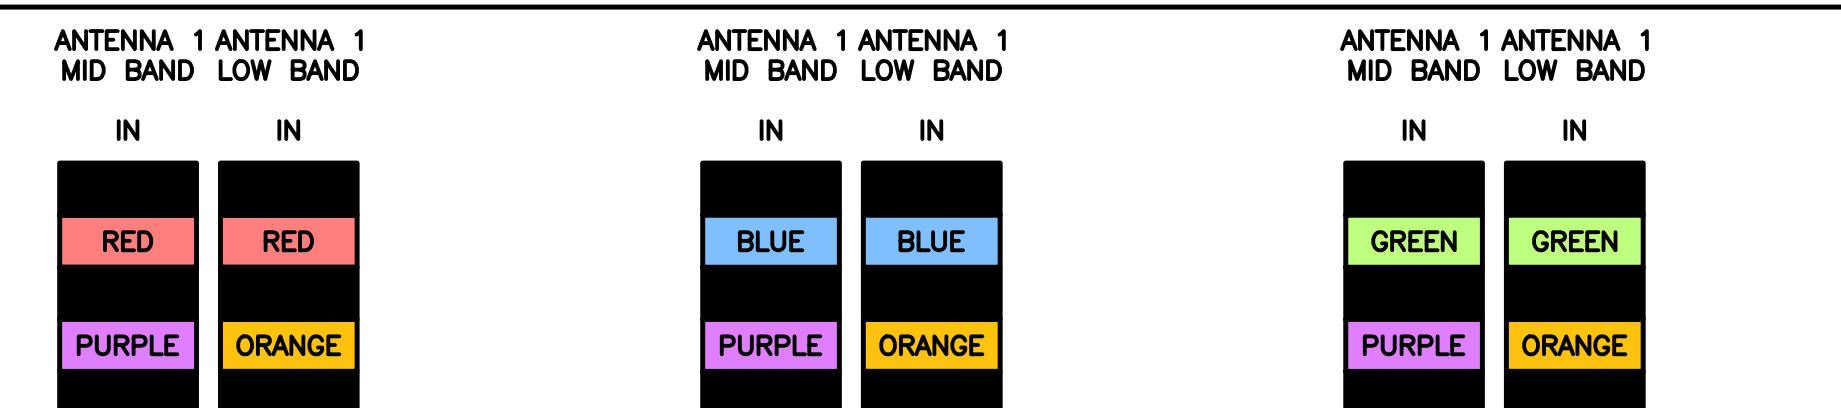 ANTENNA 1 ANTENNA 1 ANTENNA 1 ANTENNA 1 ANTENNA 1 ANTENNA 1
MID BAND LOW BAND MID BAND LOW BAND MID BAND LOW BAND
IN IN IN IN IN IN
RED RED BLUE BLUE GREEN GREEN
PURPLE ORANGE PURPLE ORANGE PURPLE ORANGE